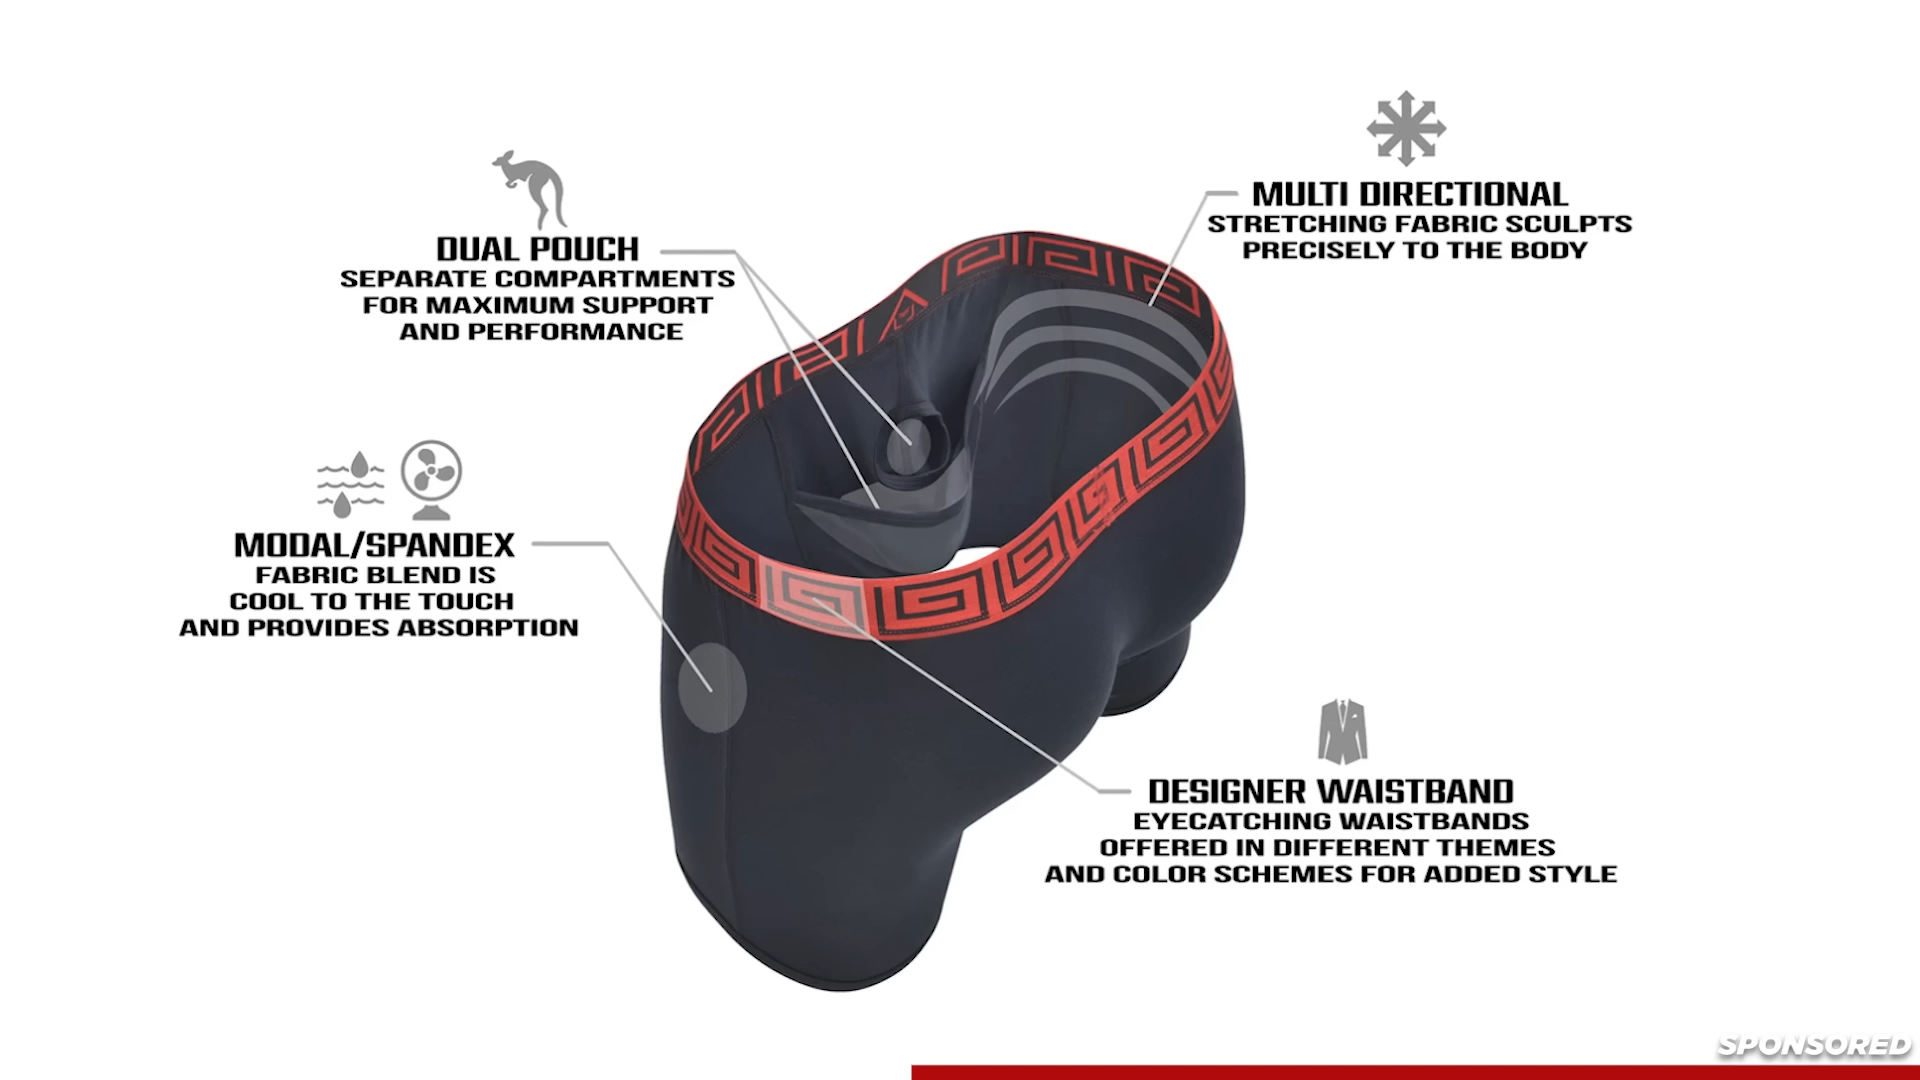 DUAL POUCH
SEPARATE COMPARTMENTS
FOR MAXIMUM SUPPORT
AND PERFORMANCE
MULTI DIRECTIONAL
STRETCHING FABRIC SCULPTS
PRECISELY TO THE BODY
MODAL/SPANDEX
FABRIC BLEND IS
COOL TO THE TOUCH
AND PROVIDES ABSORPTION
DESIGNER WAISTBAND
EYECATCHING WAISTBANDS
OFFERED IN DIFFERENT THEMES
AND COLOR SCHEMES FOR ADDED STYLE
SPONSORED